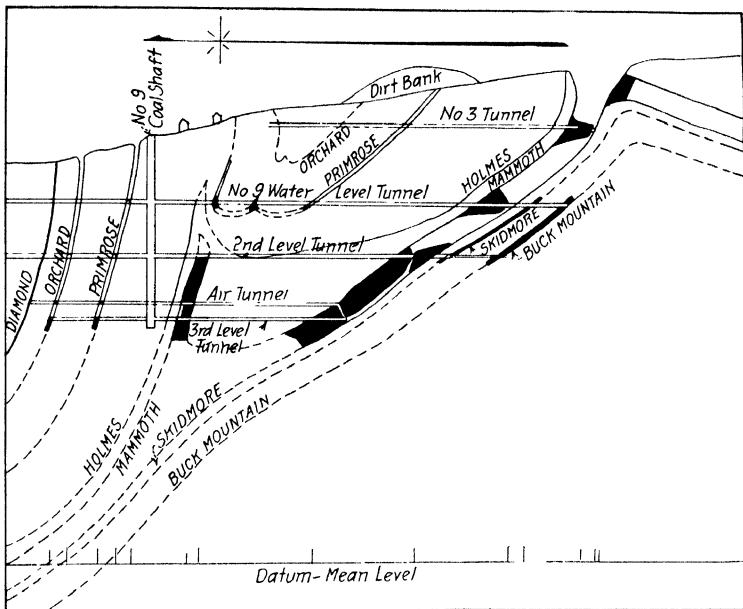 No 9
Coal Shaft
Dirt Bank
No 3 Tunnel
ORCHARD
PRIMROSE
HOLMES
MAMMOTH
No 9 Water Level Tunnel
2nd Level Tunnel
SKIDMORE
BUCK MOUNTAIN
DIAMOND
ORCHARD
PRIMROSE
Air Tunnel
3rd Level
Tunnel
HOLMES
MAMMOTH
SKIDMORE
BUCK MOUNTAIN
Datum-Mean Level